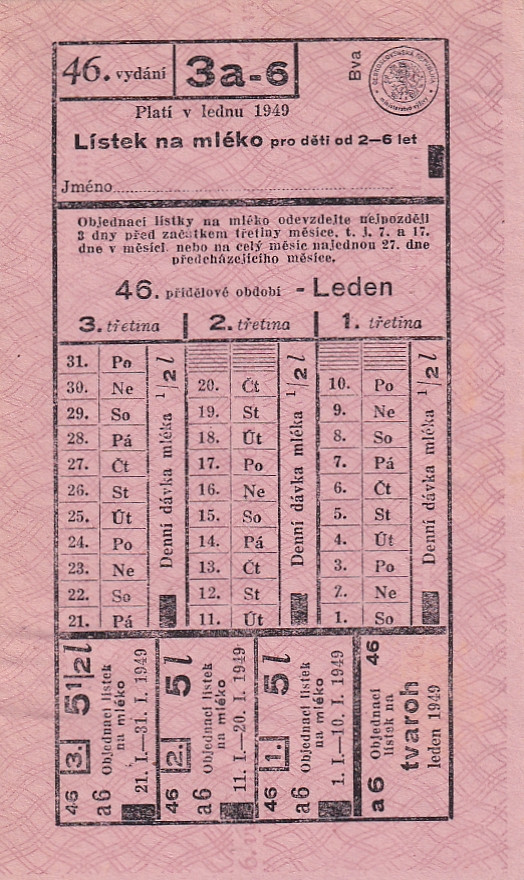 46. vydání
3a-6
Bva
Platí v lednu 1949
Lístek na mléko pro děti od 2—6 let
Jméno
Objednací lístky na mléko odevzdejte nejpozději
3 dny před začátkem třetiny měsíce, t. j. 7. a 17.
dne v měsíci, nebo na celý měsíc najednou 27. dne
předcházejícího měsíce.
46. přídělové období - Leden
3. třetina
2. třetina
1. třetina
31. Po
30. Ne
29. So
28. Pá
27. Čt
26. St
25. Út
24. Po
23. Ne
22. So
21. Pá
Denní dávka mléka 1/2 l
20. Čt
19. St
18. Út
17. Po
16. Ne
15. So
14. Pá
13. Čt
12. St
11. Út
Denní dávka mléka 1/2 l
10. Po
9. Ne
8. So
7. Pá
6. Čt
5. St
4. Út
3. Po
2. Ne
1. So
Denní dávka mléka 1/2 l
46 3. 5 1/2 l
a6 Objednací lístek
na mléko
21. I.—31. I. 1949
46 2. 5 l
a6 Objednací lístek
na mléko
11. I.—20. I. 1949
46 1. 5 l
a6 Objednací lístek
na mléko
1. I.—10. I. 1949
a6 46
Objednací
lístek na
tvaroh
leden 1949